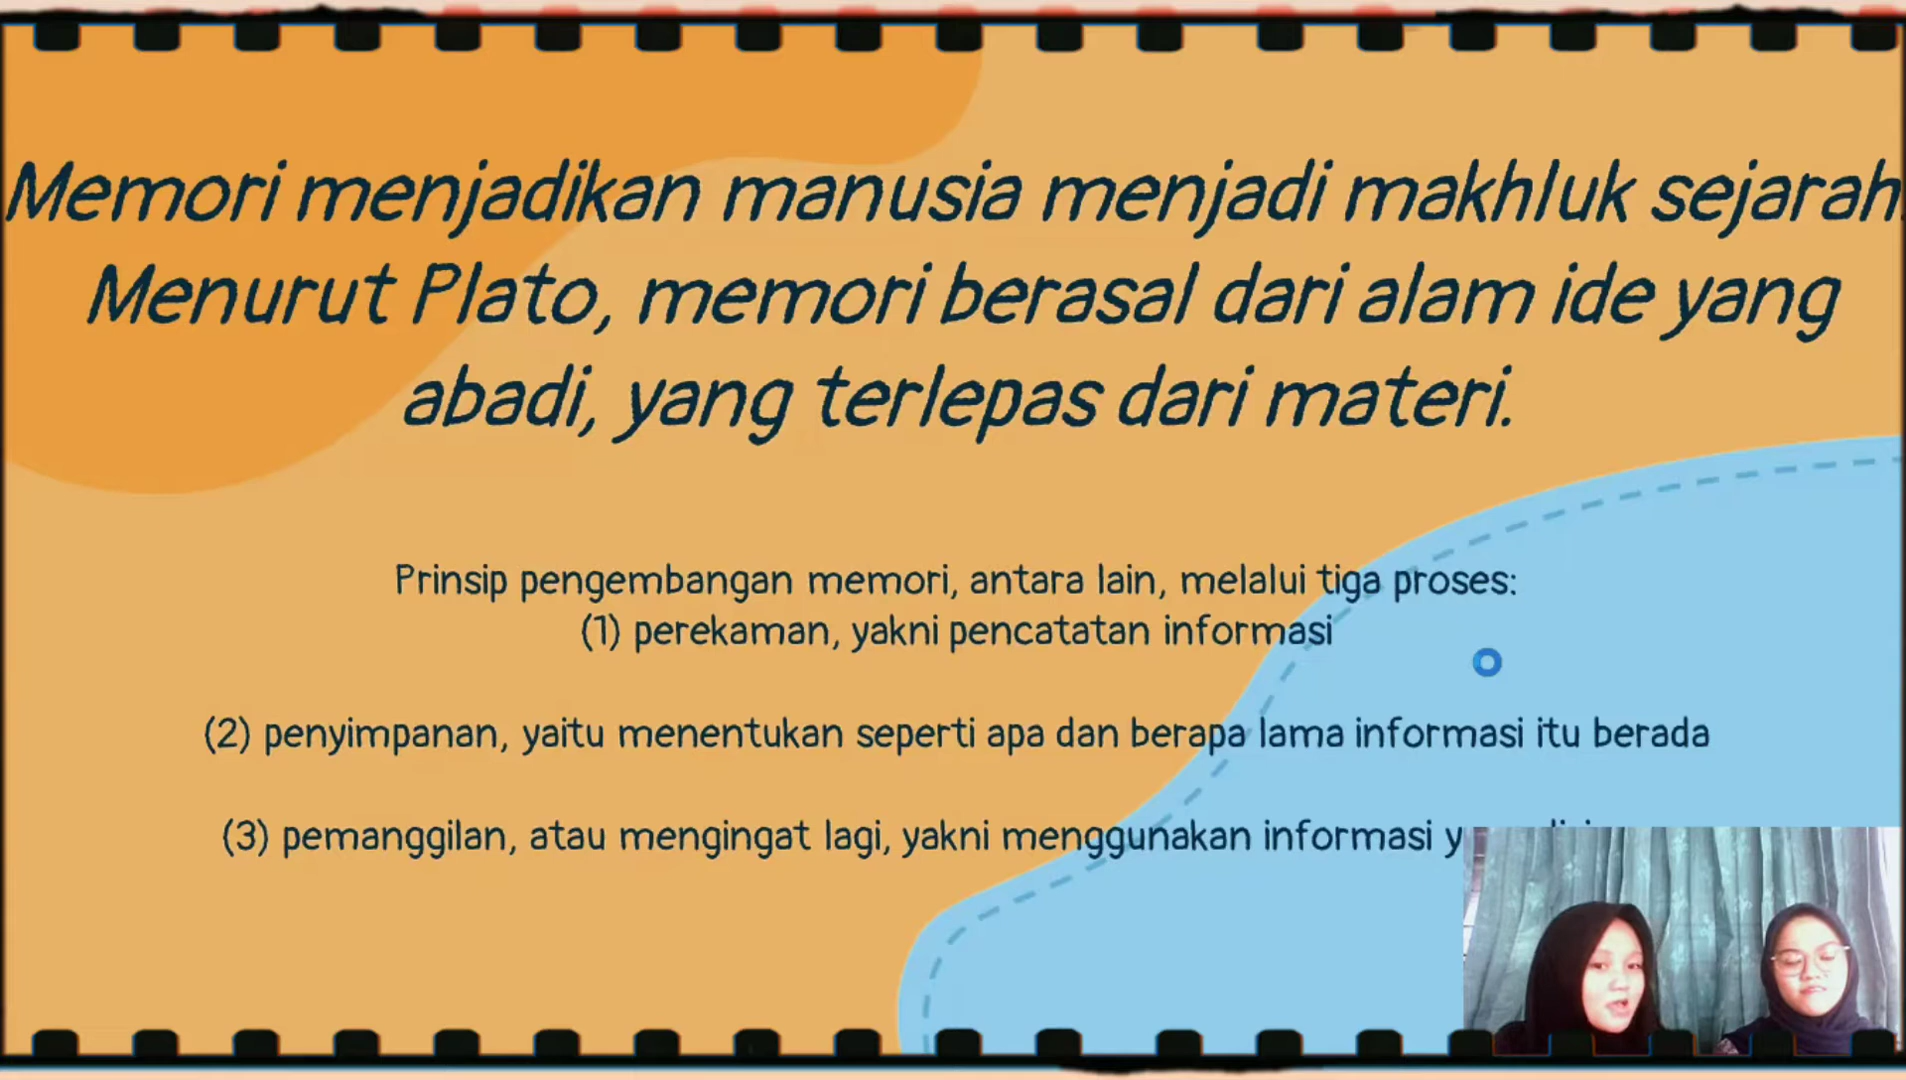 Memori menjadikan manusia menjadi makhluk sejarah.
Menurut Plato, memori berasal dari alam ide yang
abadi, yang terlepas dari materi.
Prinsip pengembangan memori, antara lain, melalui tiga proses:
(1) perekaman, yakni pencatatan informasi
(2) penyimpanan, yaitu menentukan seperti apa dan berapa lama informasi itu berada
(3) pemanggilan, atau mengingat lagi, yakni menggunakan informasi